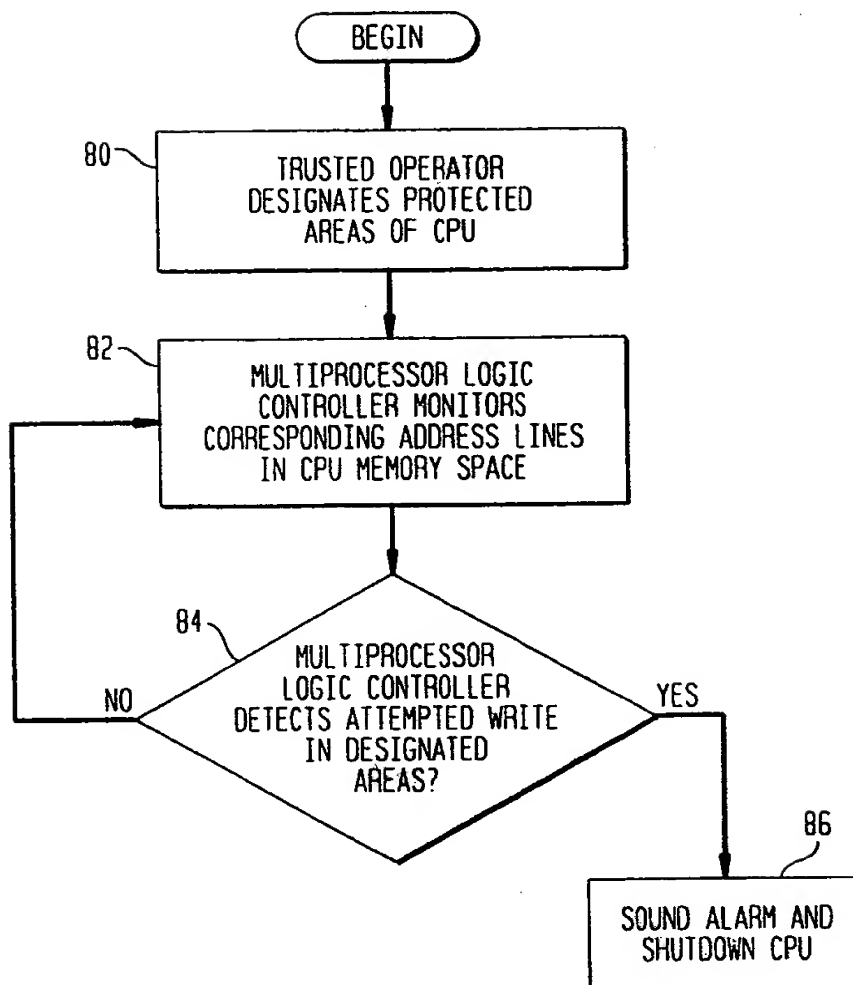 BEGIN
80
TRUSTED OPERATOR
DESIGNATES PROTECTED
AREAS OF CPU
82
MULTIPROCESSOR LOGIC
CONTROLLER MONITORS
CORRESPONDING ADDRESS LINES
IN CPU MEMORY SPACE
84
MULTIPROCESSOR
LOGIC CONTROLLER
DETECTS ATTEMPTED WRITE
IN DESIGNATED
AREAS?
NO
YES
86
SOUND ALARM AND
SHUTDOWN CPU